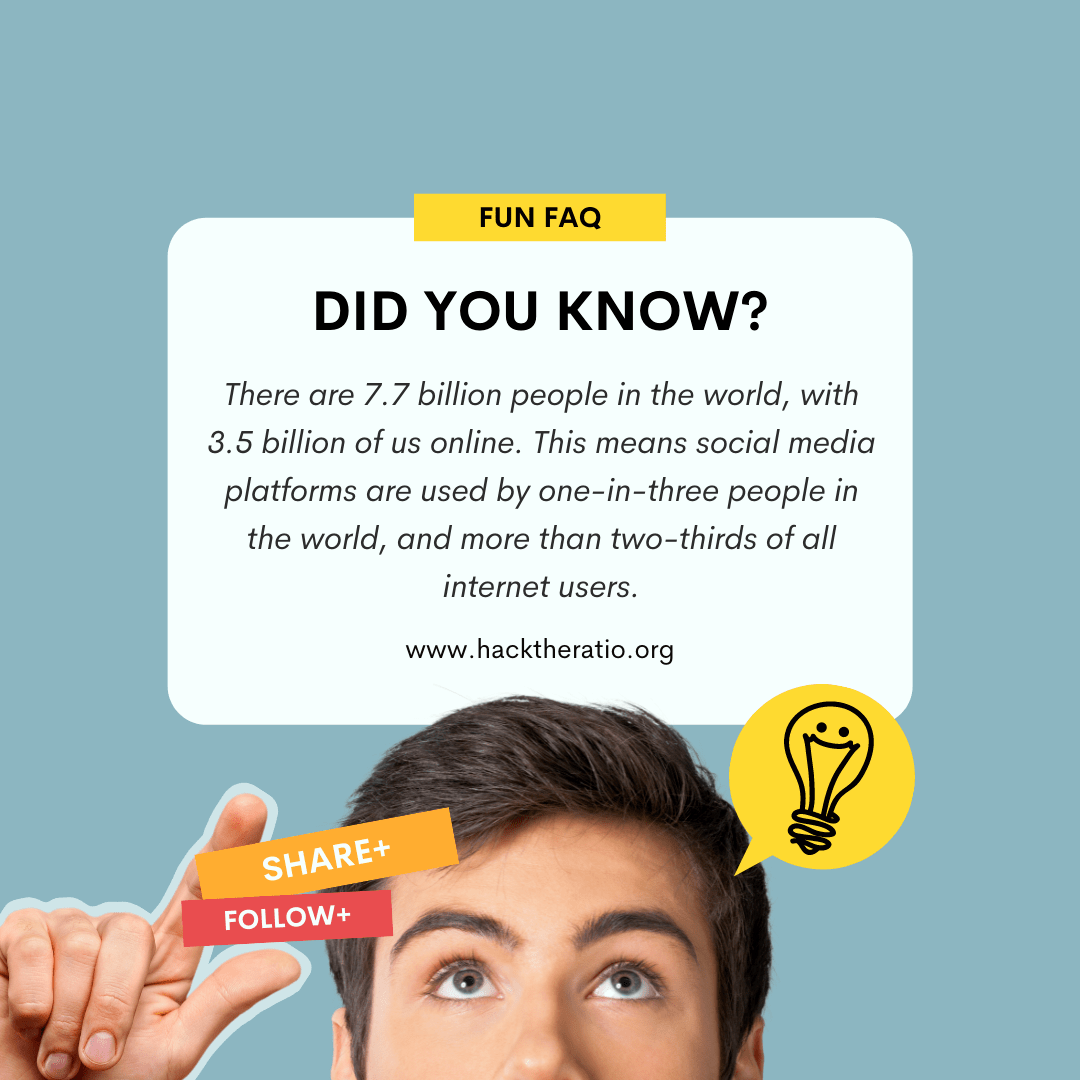 FUN FAQ
DID YOU KNOW?
There are 7.7 billion people in the world, with
3.5 billion of us online. This means social media
platforms are used by one-in-three people in
the world, and more than two-thirds of all
internet users.
www.hacktheratio.org
SHARE+
FOLLOW+